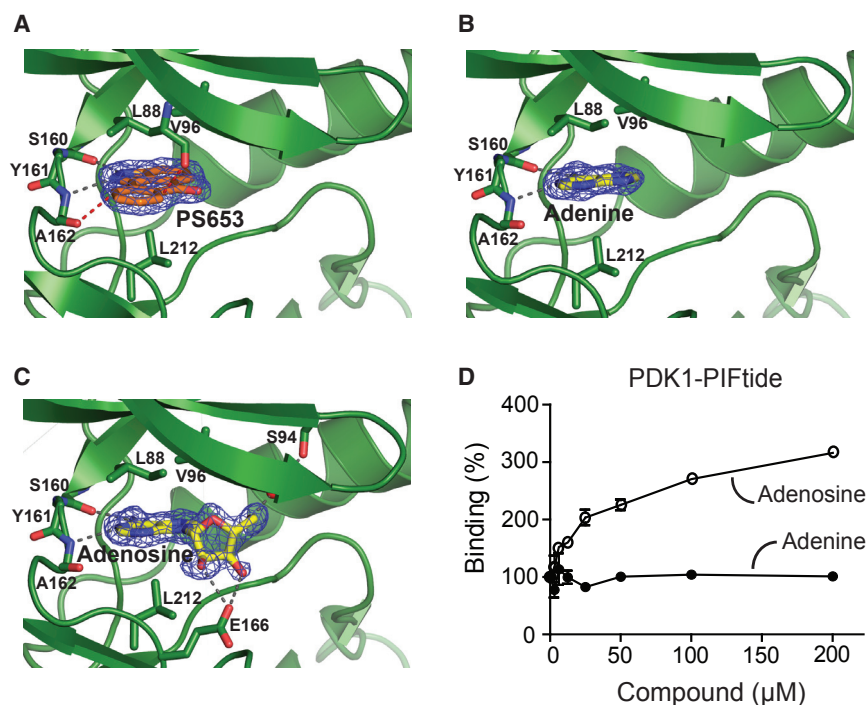 A
L88
V96
S160
Y161
A162
PS653
L212
B
L88
V96
S160
Y161
Adenine
A162
L212
C
S94
L88
V96
S160
Y161
Adenosine
A162
L212
E166
D
PDK1-PIFtide
Binding (%)
400
300
200
100
0
Adenosine
Adenine
0 50 100 150 200
Compound (µM)